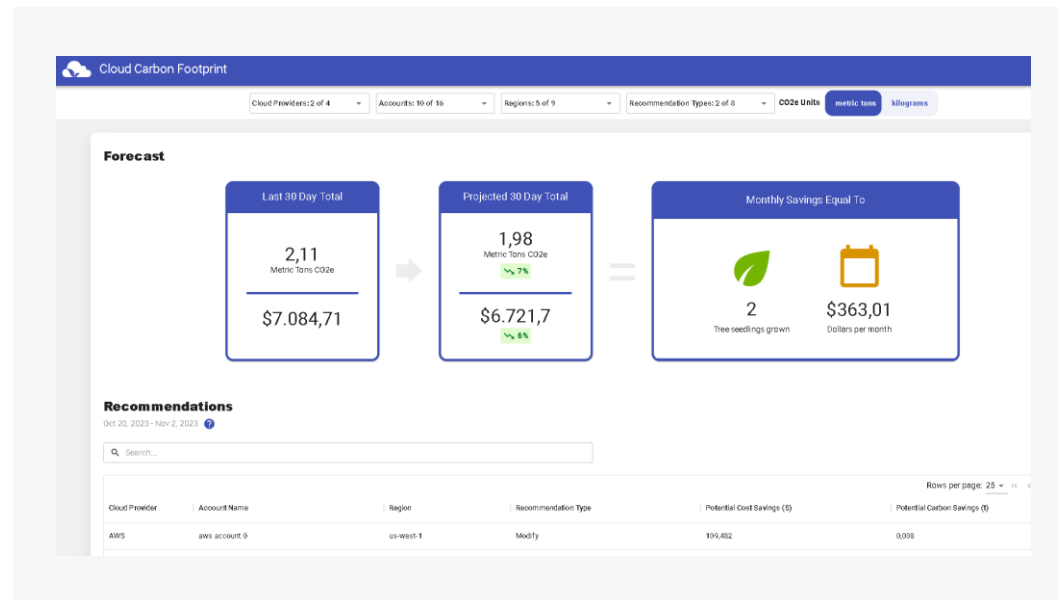 Cloud Carbon Footprint
Cloud Providers: 2 of 4
Accounts: 10 of 16
Regions: 5 of 9
Recommendation Types: 2 of 8
CO2e Units
metric tons
kilograms
Forecast
Last 30 Day Total
2,11
Metric Tons CO2e
$7.084,71
Projected 30 Day Total
1,98
Metric Tons CO2e
7%
$6.721,7
6%
Monthly Savings Equal To
2
Tree seedlings grown
$363,01
Dollars per month
Recommendations
Oct 20, 2023 - Nov 2, 2023 ?
Search...
Rows per page: 25
Cloud Provider
Account Name
Region
Recommendation Type
Potential Cost Savings ($)
Potential Carbon Savings (t)
AWS
aws account 0
us-west-1
Modify
109,482
0,038